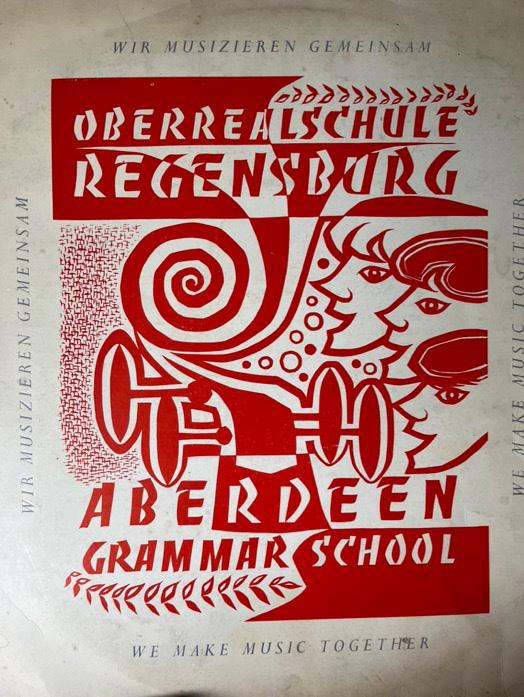 WIR MUSIZIEREN GEMEINSAM
OBERREALSCHULE
REGENSBURG
WIR MUSIZIEREN GEMEINSAM
WE MAKE MUSIC TOGETHER
ABERDEEN
GRAMMAR SCHOOL
WE MAKE MUSIC TOGETHER